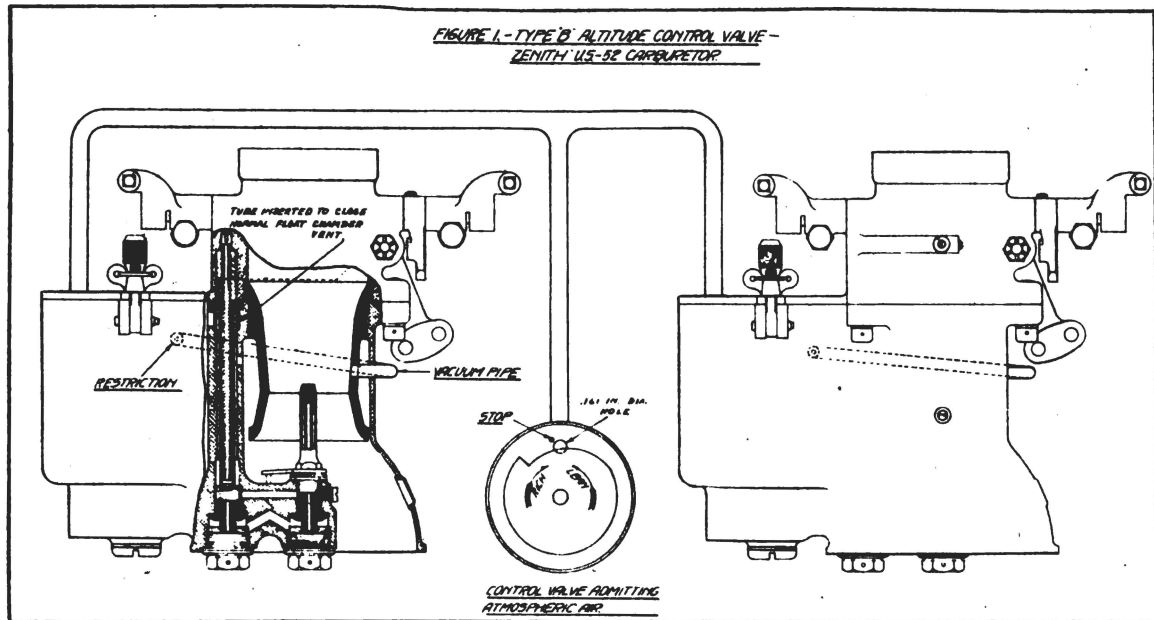 FIGURE 1.-TYPE 'B' ALTITUDE CONTROL VALVE-
ZENITH U.S-52 CARBURETOR.
TUBE INSERTED TO CLOSE
NORMAL FLOAT CHAMBER
VENT
RESTRICTION
VACUUM PIPE
STOP
.161 IN. DIA.
HOLE
RICH
LEAN
CONTROL VALVE ADMITTING
ATMOSPHERIC AIR.